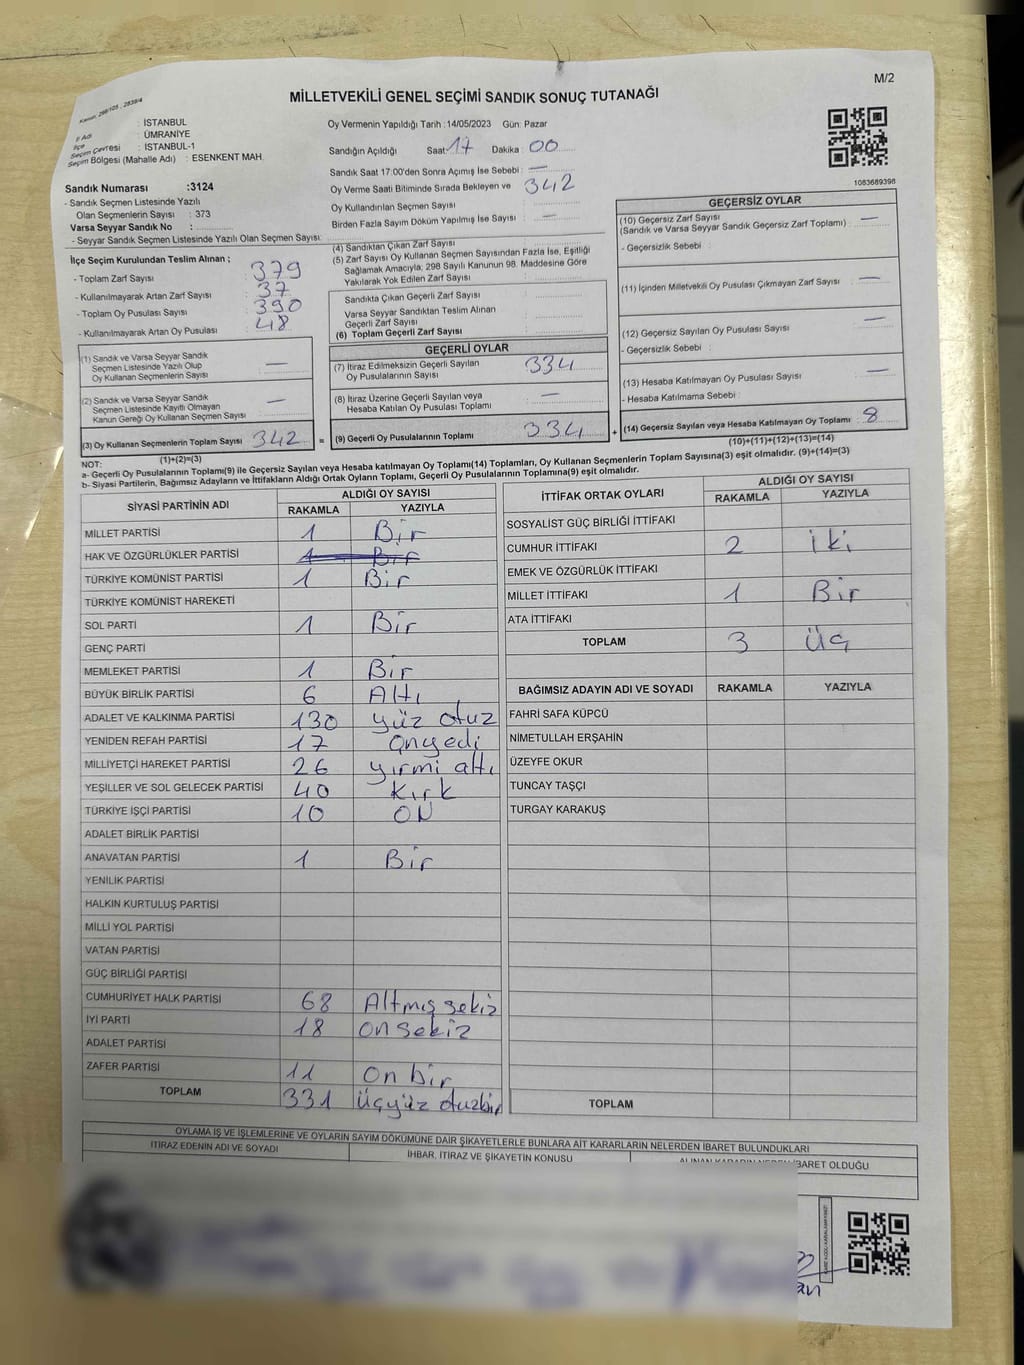 M/2
MİLLETVEKİLİ GENEL SEÇİMİ SANDIK SONUÇ TUTANAĞI
Kanun, 298/105 , 2839/4
İl Adı : İSTANBUL
İlçe : ÜMRANİYE
Seçim Çevresi : İSTANBUL-1
Seçim Bölgesi (Mahalle Adı) : ESENKENT MAH.
Oy Vermenin Yapıldığı Tarih :14/05/2023 Gün: Pazar
Sandığın Açıldığı Saat 17 Dakika : 00
Sandık Saat 17:00'den Sonra Açımış İse Sebebi : —
Oy Verme Saati Bitiminde Sırada Bekleyen ve
Oy Kullandırılan Seçmen Sayısı : 342
Birden Fazla Sayım Döküm Yapılmış İse Sayısı : —
1083689398
Sandık Numarası :3124
- Sandık Seçmen Listesinde Yazılı
Olan Seçmenlerin Sayısı : 373
Varsa Seyyar Sandık No :
- Seyyar Sandık Seçmen Listesinde Yazılı Olan Seçmen Sayısı:
İlçe Seçim Kurulundan Teslim Alınan ;
- Toplam Zarf Sayısı 379
- Kullanılmayarak Artan Zarf Sayısı 37
- Toplam Oy Pusulası Sayısı 390
- Kullanılmayarak Artan Oy Pusulası 48
(1) Sandık ve Varsa Seyyar Sandık
Seçmen Listesinde Yazılı Olup
Oy Kullanan Seçmenlerin Sayısı —
(2) Sandık ve Varsa Seyyar Sandık
Seçmen Listesinde Kayıtlı Olmayan
Kanun Gereği Oy Kullanan Seçmen Sayısı —
(3) Oy Kullanan Seçmenlerin Toplam Sayısı 342 =
(1)+(2)=(3)
(4) Sandıktan Çıkan Zarf Sayısı
(5) Zarf Sayısı Oy Kullanan Seçmen Sayısından Fazla İse, Eşitliği
Sağlamak Amacıyla, 298 Sayılı Kanunun 98. Maddesine Göre
Yakılarak Yok Edilen Zarf Sayısı :
Sandıkta Çıkan Geçerli Zarf Sayısı :
Varsa Seyyar Sandıktan Teslim Alınan
Geçerli Zarf Sayısı :
(6) Toplam Geçerli Zarf Sayısı :
GEÇERLİ OYLAR
(7) İtiraz Edilmeksizin Geçerli Sayılan
Oy Pusulalarının Sayısı : 334
(8) İtiraz Üzerine Geçerli Sayılan veya
Hesaba Katılan Oy Pusulası Toplamı : —
(9) Geçerli Oy Pusulalarının Toplamı : 334 +
GEÇERSİZ OYLAR
(10) Geçersiz Zarf Sayısı
(Sandık ve Varsa Seyyar Sandık Geçersiz Zarf Toplamı) : —
- Geçersizlik Sebebi :
(11) İçinden Milletvekili Oy Pusulası Çıkmayan Zarf Sayısı : —
(12) Geçersiz Sayılan Oy Pusulası Sayısı : —
- Geçersizlik Sebebi :
(13) Hesaba Katılmayan Oy Pusulası Sayısı : —
- Hesaba Katılmama Sebebi :
(14) Geçersiz Sayılan veya Hesaba Katılmayan Oy Toplamı : 8
(10)+(11)+(12)+(13)=(14)
NOT:
a- Geçerli Oy Pusulalarının Toplamı(9) ile Geçersiz Sayılan veya Hesaba katılmayan Oy Toplamı(14) Toplamları, Oy Kullanan Seçmenlerin Toplam Sayısına(3) eşit olmalıdır. (9)+(14)=(3)
b- Siyasi Partilerin, Bağımsız Adayların ve İttifakların Aldığı Ortak Oyların Toplamı, Geçerli Oy Pusulalarının Toplamına(9) eşit olmalıdır.
SİYASİ PARTİNİN ADI ALDIĞI OY SAYISI
RAKAMLA YAZIYLA
MİLLET PARTİSİ 1 Bir
HAK VE ÖZGÜRLÜKLER PARTİSİ 1 Bir
TÜRKİYE KOMÜNİST PARTİSİ 1 Bir
TÜRKİYE KOMÜNİST HAREKETİ
SOL PARTİ 1 Bir
GENÇ PARTİ
MEMLEKET PARTİSİ 1 Bir
BÜYÜK BİRLİK PARTİSİ 6 Altı
ADALET VE KALKINMA PARTİSİ 130 yüz otuz
YENİDEN REFAH PARTİSİ 17 onyedi
MİLLİYETÇİ HAREKET PARTİSİ 26 yirmi altı
YEŞİLLER VE SOL GELECEK PARTİSİ 40 Kırk
TÜRKİYE İŞÇİ PARTİSİ 10 ON
ADALET BİRLİK PARTİSİ
ANAVATAN PARTİSİ 1 Bir
YENİLİK PARTİSİ
HALKIN KURTULUŞ PARTİSİ
MİLLİ YOL PARTİSİ
VATAN PARTİSİ
GÜÇ BİRLİĞİ PARTİSİ
CUMHURİYET HALK PARTİSİ 68 Altmış sekiz
İYİ PARTİ 18 on sekiz
ADALET PARTİSİ
ZAFER PARTİSİ 11 on bir
TOPLAM 331 üçyüz otuzbir
İTTİFAK ORTAK OYLARI ALDIĞI OY SAYISI
RAKAMLA YAZIYLA
SOSYALİST GÜÇ BİRLİĞİ İTTİFAKI
CUMHUR İTTİFAKI 2 iki
EMEK VE ÖZGÜRLÜK İTTİFAKI
MİLLET İTTİFAKI 1 Bir
ATA İTTİFAKI
TOPLAM 3 Üç
BAĞIMSIZ ADAYIN ADI VE SOYADI RAKAMLA YAZIYLA
FAHRİ SAFA KÜPCÜ
NİMETULLAH ERŞAHİN
ÜZEYFE OKUR
TUNCAY TAŞÇI
TURGAY KARAKUŞ
TOPLAM
OYLAMA İŞ VE İŞLEMLERİNE VE OYLARIN SAYIM DÖKÜMÜNE DAİR ŞİKAYETLERLE BUNLARA AİT KARARLARIN NELERDEN İBARET BULUNDUKLARI
İTİRAZ EDENİN ADI VE SOYADI İHBAR, İTİRAZ VE ŞİKAYETİN KONUSU ALINAN KARARIN NEDEN İBARET OLDUĞU